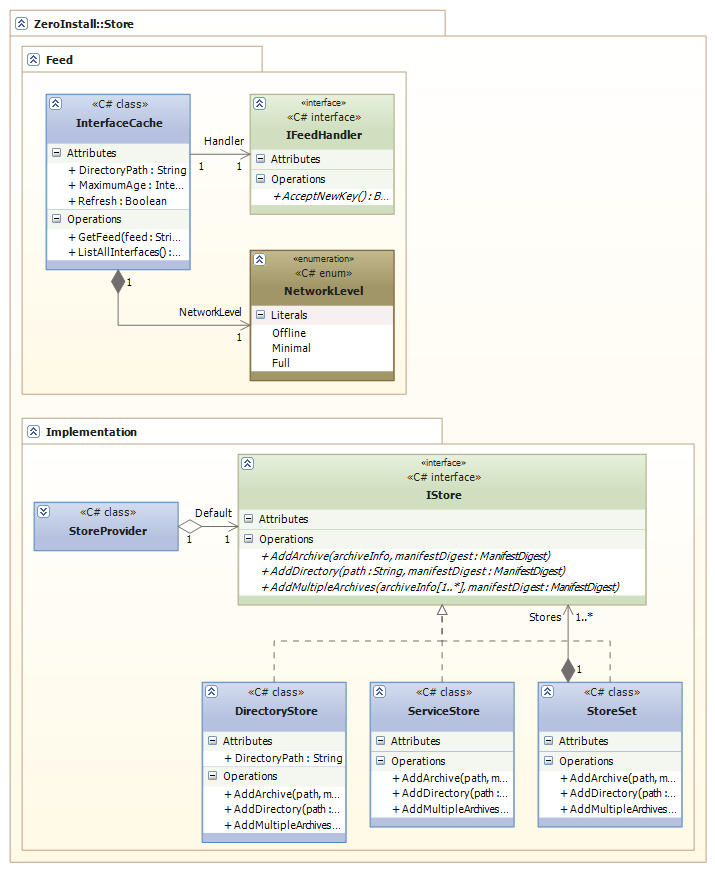 ZeroInstall::Store
Feed
«C# class»
InterfaceCache
Attributes
+ DirectoryPath : String
+ MaximumAge : Inte...
+ Refresh : Boolean
Operations
+ GetFeed(feed : Stri...
+ ListAllInterfaces() :...
Handler
1
1
«interface»
«C# interface»
IFeedHandler
Attributes
Operations
+ AcceptNewKey() : B...
1
NetworkLevel
1
«enumeration»
«C# enum»
NetworkLevel
Literals
Offline
Minimal
Full
Implementation
«C# class»
StoreProvider
Default
1
1
«interface»
«C# interface»
IStore
Attributes
Operations
+ AddArchive(archiveInfo, manifestDigest : ManifestDigest)
+ AddDirectory(path : String, manifestDigest : ManifestDigest)
+ AddMultipleArchives(archiveInfo[1..*], manifestDigest : ManifestDigest)
Stores
1..*
1
«C# class»
DirectoryStore
Attributes
+ DirectoryPath : String
Operations
+ AddArchive(path, m...
+ AddDirectory(path :...
+ AddMultipleArchives...
«C# class»
ServiceStore
Attributes
Operations
+ AddArchive(path, m...
+ AddDirectory(path :...
+ AddMultipleArchives...
«C# class»
StoreSet
Attributes
Operations
+ AddArchive(path, m...
+ AddDirectory(path :...
+ AddMultipleArchives...